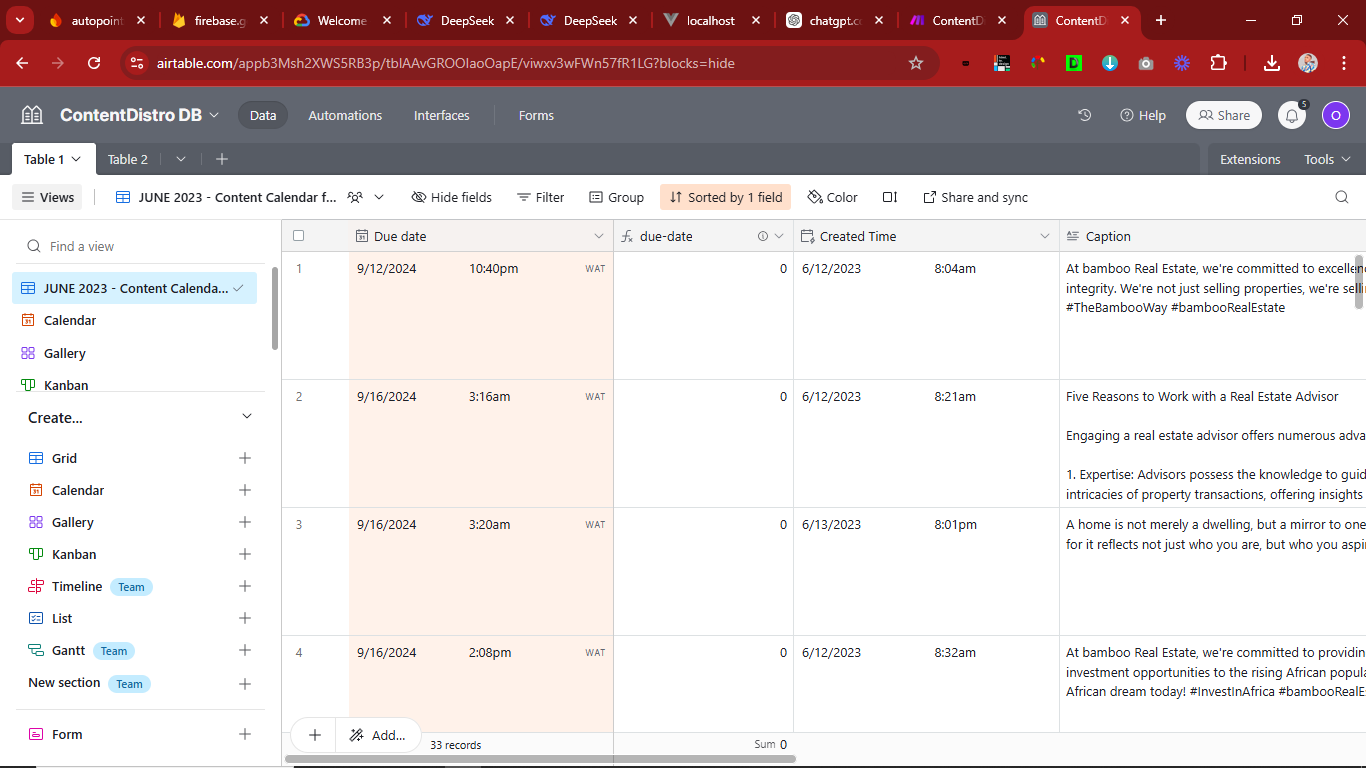 autopoint
firebase.g
Welcome
DeepSeek
DeepSeek
localhost
chatgpt.co
ContentD
ContentD
airtable.com/appb3Msh2XWS5RB3p/tblAAvGROOIaoOapE/viwxv3wFWn57fR1LG?blocks=hide
ContentDistro DB
Data
Automations
Interfaces
Forms
Help
Share
5
O
Table 1
Table 2
Extensions
Tools
Views
JUNE 2023 - Content Calendar f...
Hide fields
Filter
Group
Sorted by 1 field
Color
Share and sync
Find a view
JUNE 2023 - Content Calenda...
Calendar
Gallery
Kanban
Create...
Grid
Calendar
Gallery
Kanban
Timeline Team
List
Gantt Team
New section Team
Form
Due date
due-date
Created Time
Caption
1
9/12/2024 10:40pm WAT
0
6/12/2023 8:04am
At bamboo Real Estate, we're committed to excellenc
integrity. We're not just selling properties, we're sellin
#TheBambooWay #bambooRealEstate
2
9/16/2024 3:16am WAT
0
6/12/2023 8:21am
Five Reasons to Work with a Real Estate Advisor
Engaging a real estate advisor offers numerous adva
1. Expertise: Advisors possess the knowledge to guid
intricacies of property transactions, offering insights
3
9/16/2024 3:20am WAT
0
6/13/2023 8:01pm
A home is not merely a dwelling, but a mirror to one
for it reflects not just who you are, but who you aspir
4
9/16/2024 2:08pm WAT
0
6/12/2023 8:32am
At bamboo Real Estate, we're committed to providin
investment opportunities to the rising African popula
African dream today! #InvestInAfrica #bambooRealEs
Add...
33 records
Sum 0